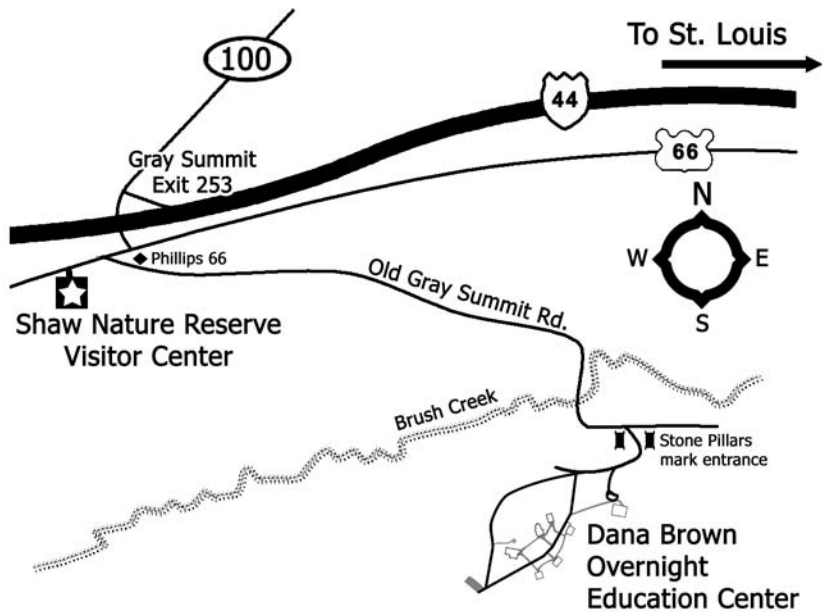 To St. Louis
100
44
66
Gray Summit
Exit 253
N
W
E
S
Phillips 66
Old Gray Summit Rd.
Shaw Nature Reserve
Visitor Center
Brush Creek
Stone Pillars
mark entrance
Dana Brown
Overnight
Education Center